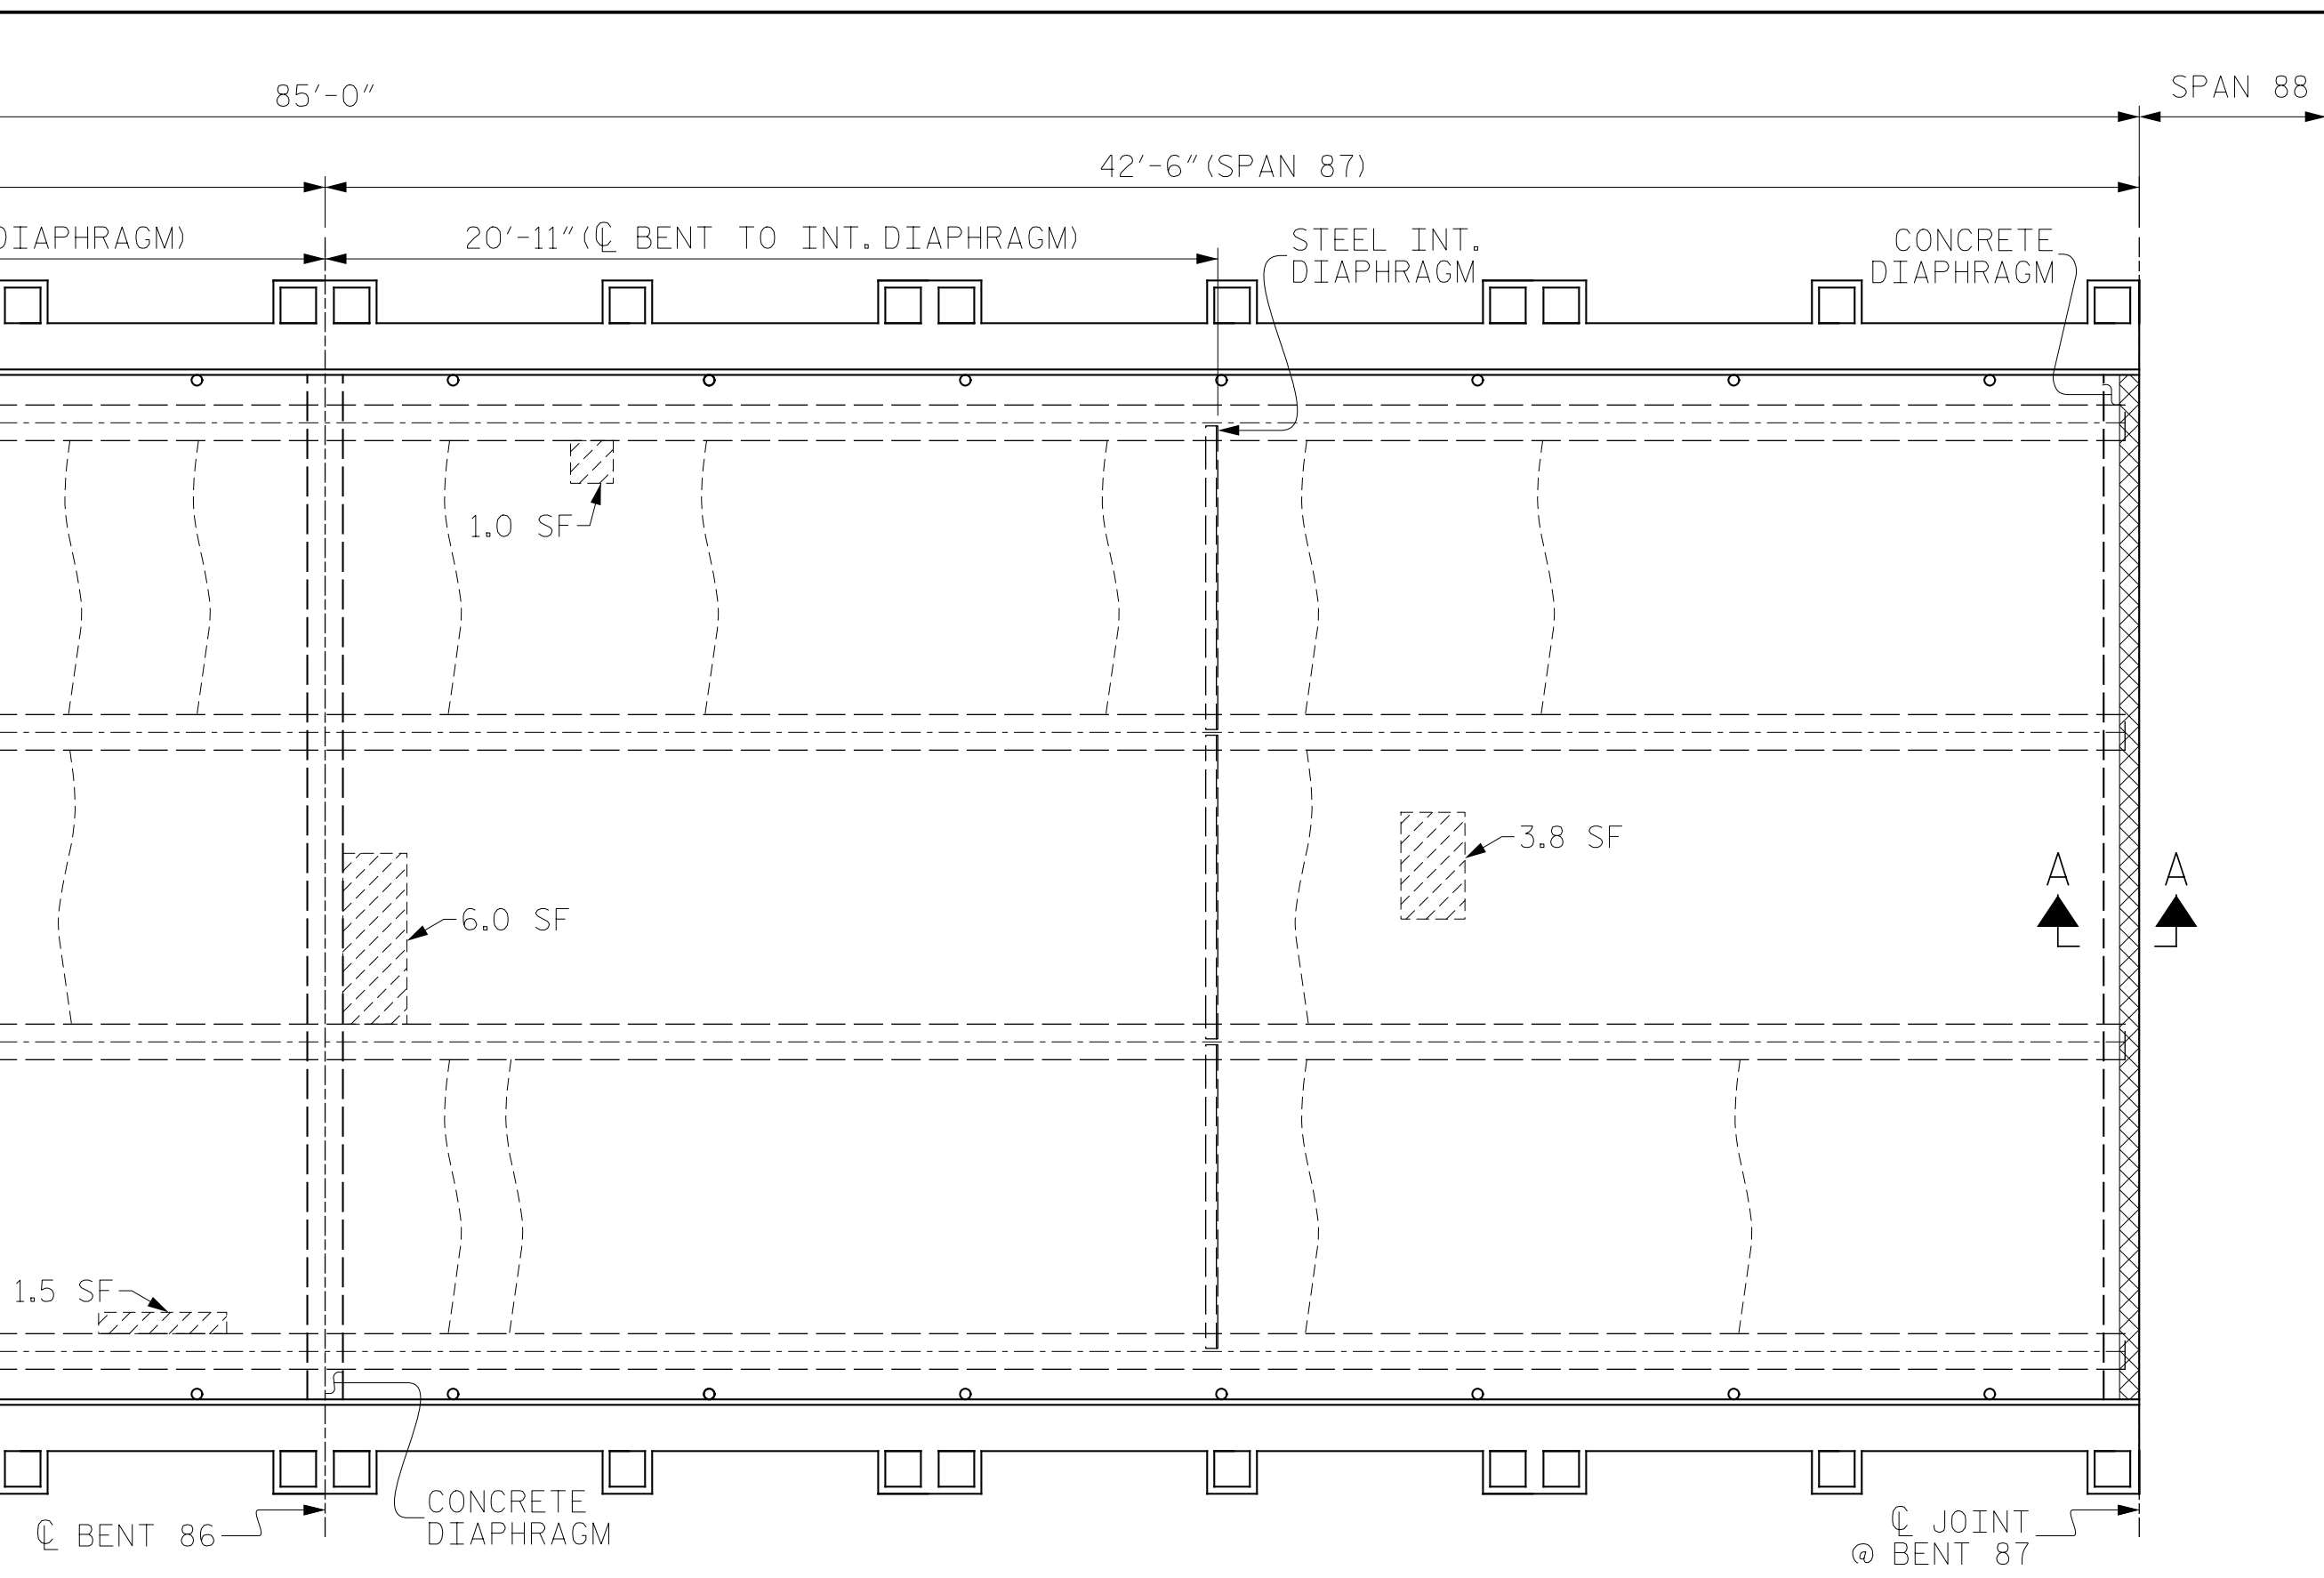 85'-0"
SPAN 88
42'-6"(SPAN 87)
DIAPHRAGM)
20'-11"(℄ BENT TO INT. DIAPHRAGM)
STEEL INT.
DIAPHRAGM
CONCRETE
DIAPHRAGM
1.0 SF
3.8 SF
A
A
6.0 SF
1.5 SF
CONCRETE
DIAPHRAGM
℄ BENT 86
℄ JOINT
@ BENT 87